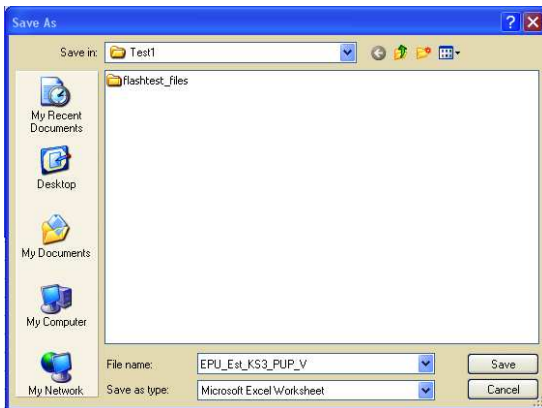 Save As
Save in:
Test1
flashtest_files
My Recent
Documents
Desktop
My Documents
My Computer
My Network
File name:
EPU_Est_KS3_PUP_V
Save
Save as type:
Microsoft Excel Worksheet
Cancel